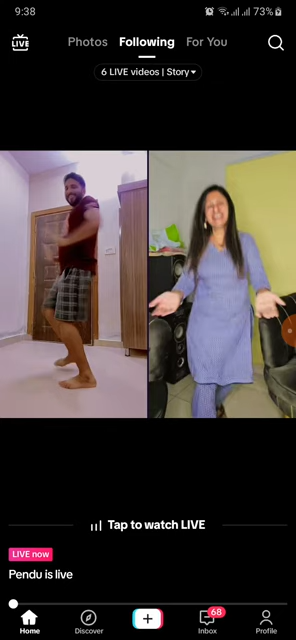 9:38
73%
LIVE
Photos Following For You
6 LIVE videos | Story
Tap to watch LIVE
LIVE now
Pendu is live
68
Home Discover Inbox Profile